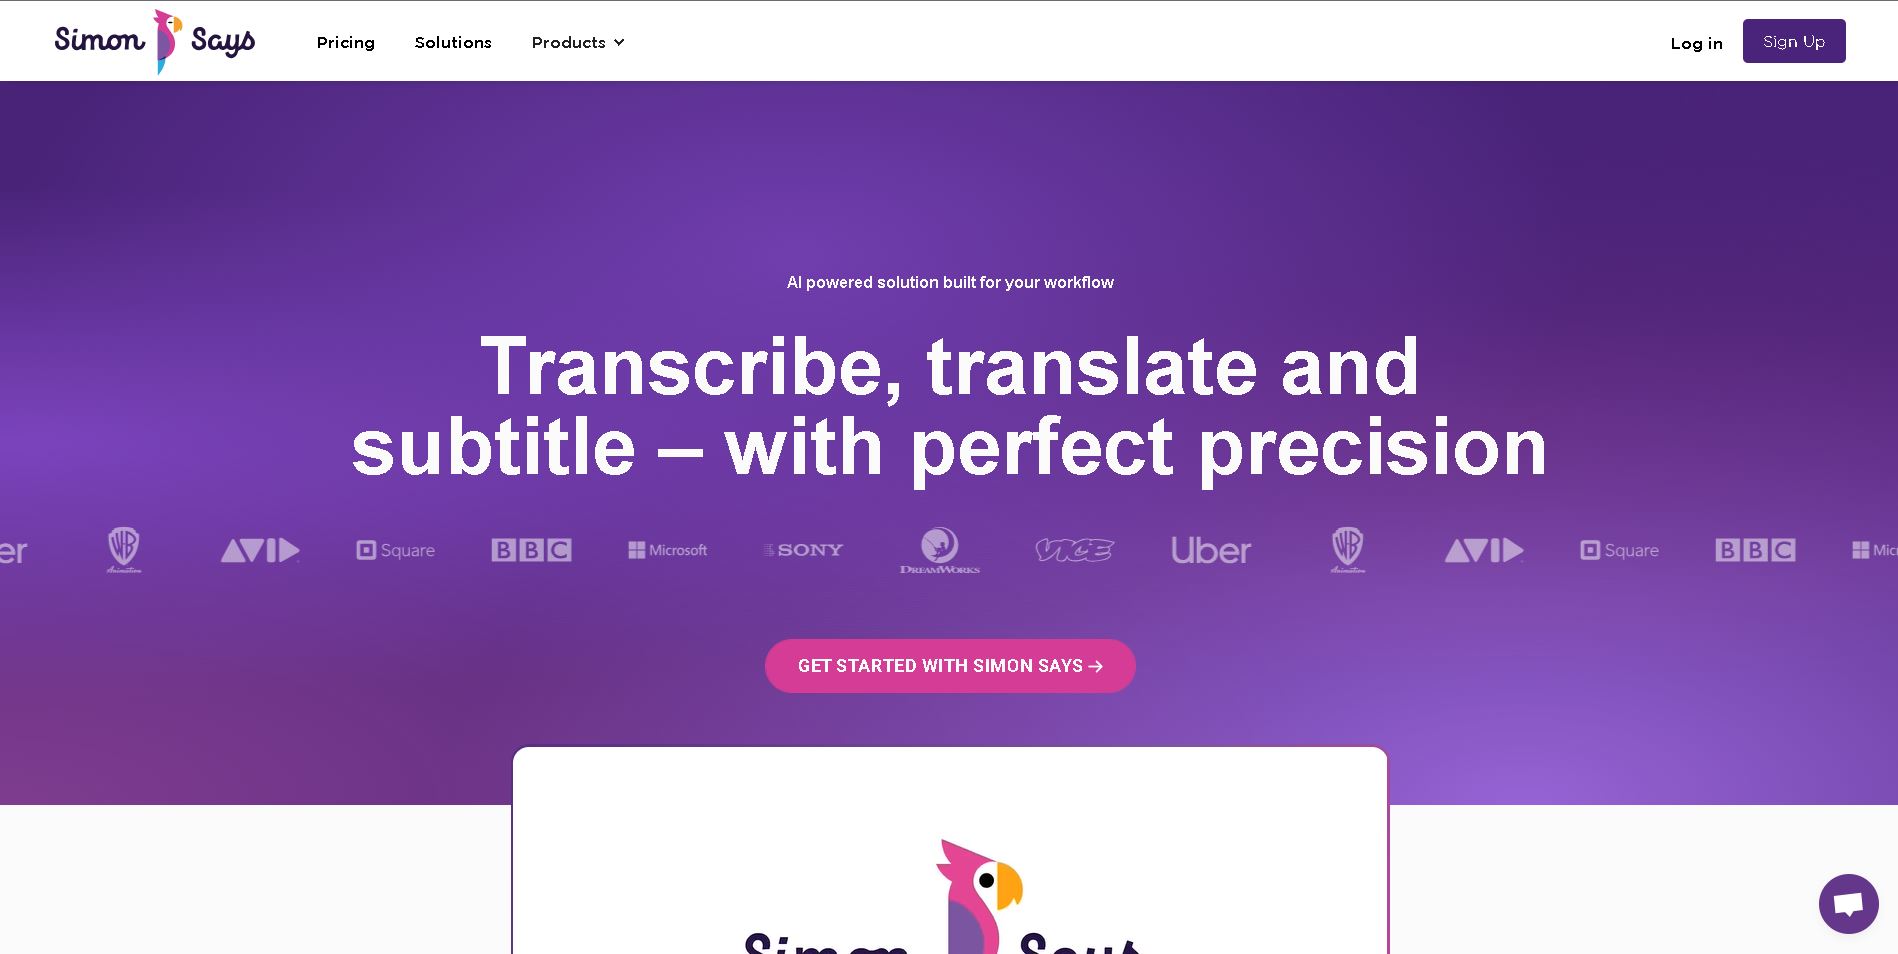 Simon Says
Pricing
Solutions
Products
Log in
Sign Up
AI powered solution built for your workflow
Transcribe, translate and
subtitle – with perfect precision
er
WB Animation
AVID
Square
BBC
Microsoft
SONY
DREAMWORKS
VICE
Uber
WB Animation
AVID
Square
BBC
Mic
GET STARTED WITH SIMON SAYS →
Simon Says